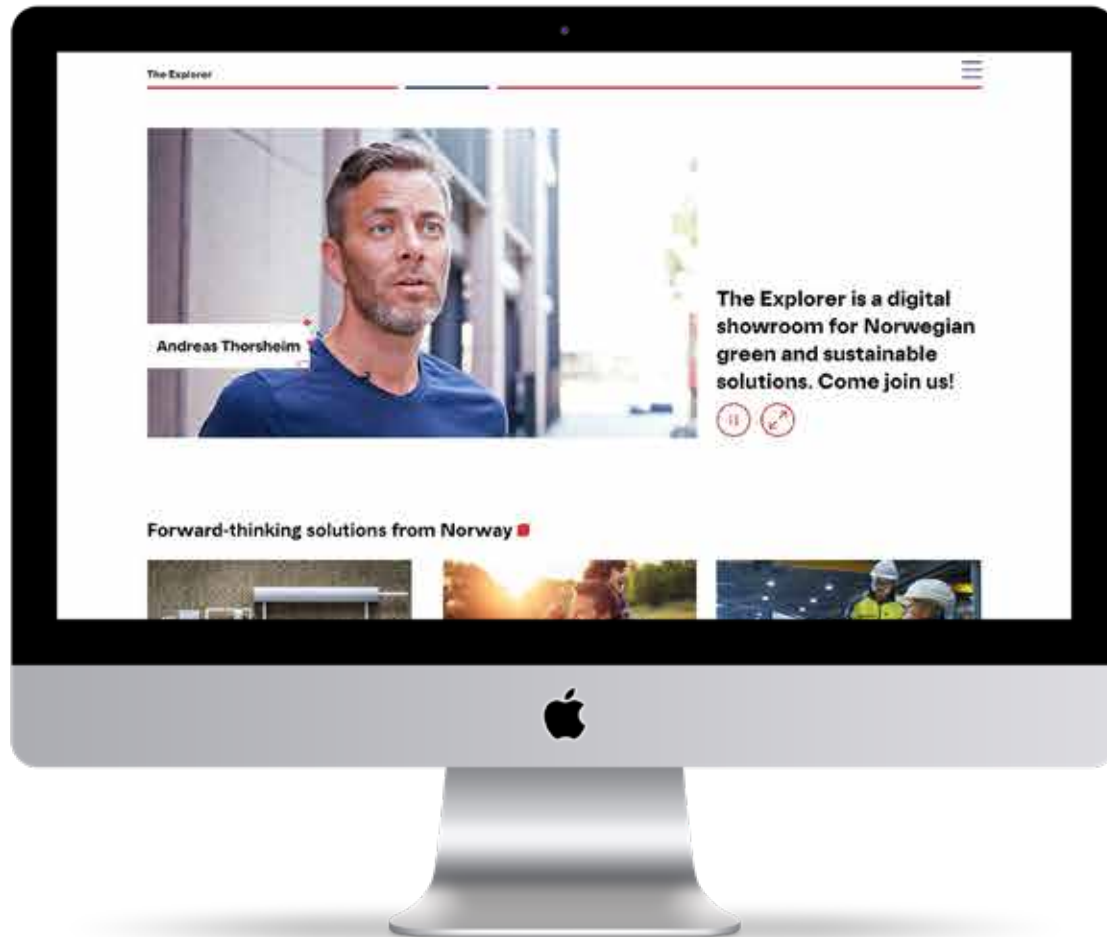 The Explorer
Andreas Thorsheim
The Explorer is a digital
showroom for Norwegian
green and sustainable
solutions. Come join us!
Forward-thinking solutions from Norway